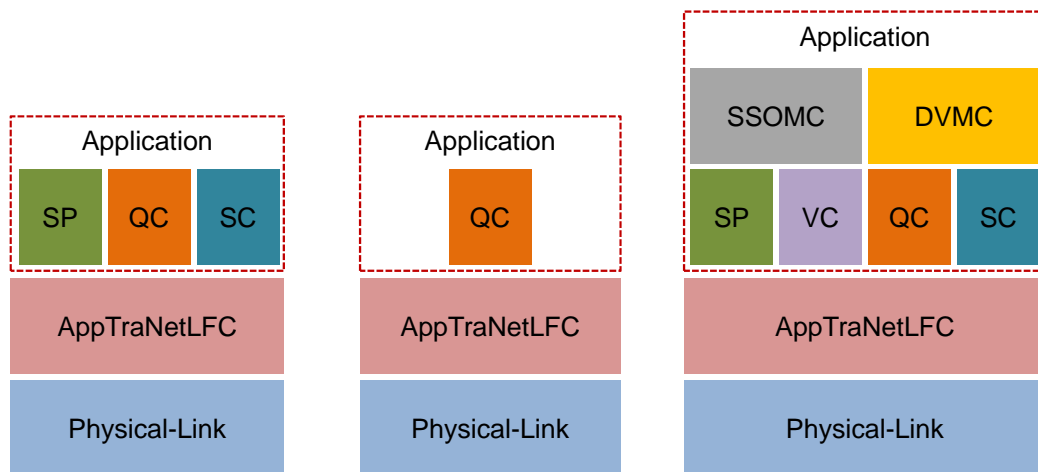 Application
SP
QC
SC
AppTraNetLFC
Physical-Link
Application
QC
AppTraNetLFC
Physical-Link
Application
SSOMC
DVMC
SP
VC
QC
SC
AppTraNetLFC
Physical-Link